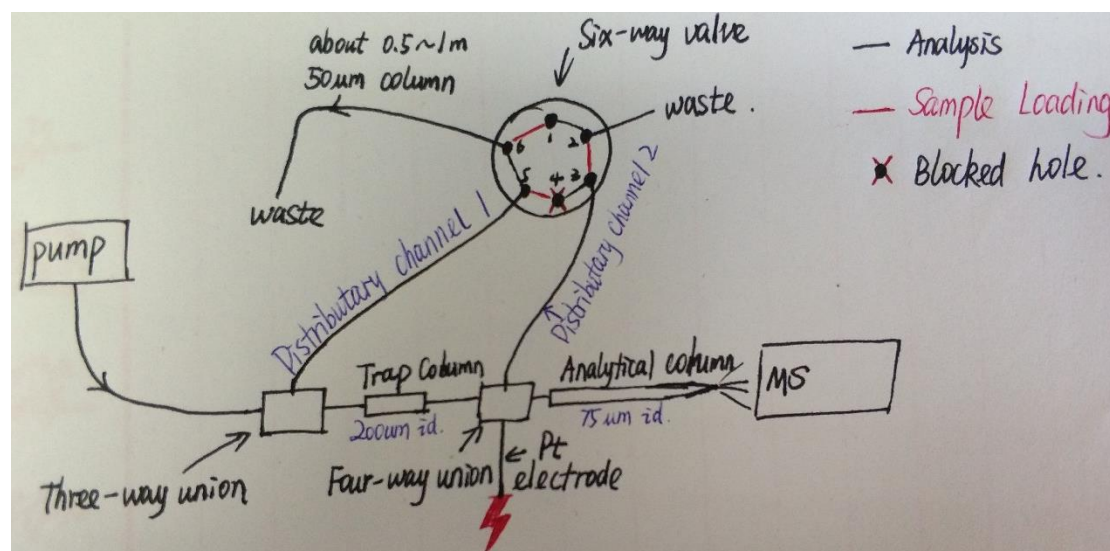 about 0.5~1m
50μm column
Six-way valve
— Analysis
— Sample Loading
Blocked hole.
waste.
1
2
3
4
5
6
waste
pump
Distributary channel 1
Distributary channel 2
Trap Column
200um id.
Analytical column
75um id.
MS
Three-way union
Four-way union
Pt
electrode